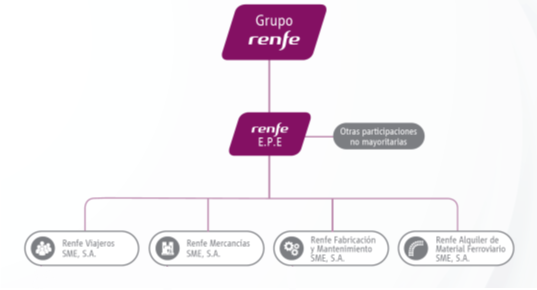 Grupo
renfe
renfe
E.P.E
Otras participaciones
no mayoritarias
Renfe Viajeros
SME, S.A.
Renfe Mercancías
SME, S.A.
Renfe Fabricación
y Mantenimiento
SME, S.A.
Renfe Alquiler de
Material Ferroviario
SME, S.A.